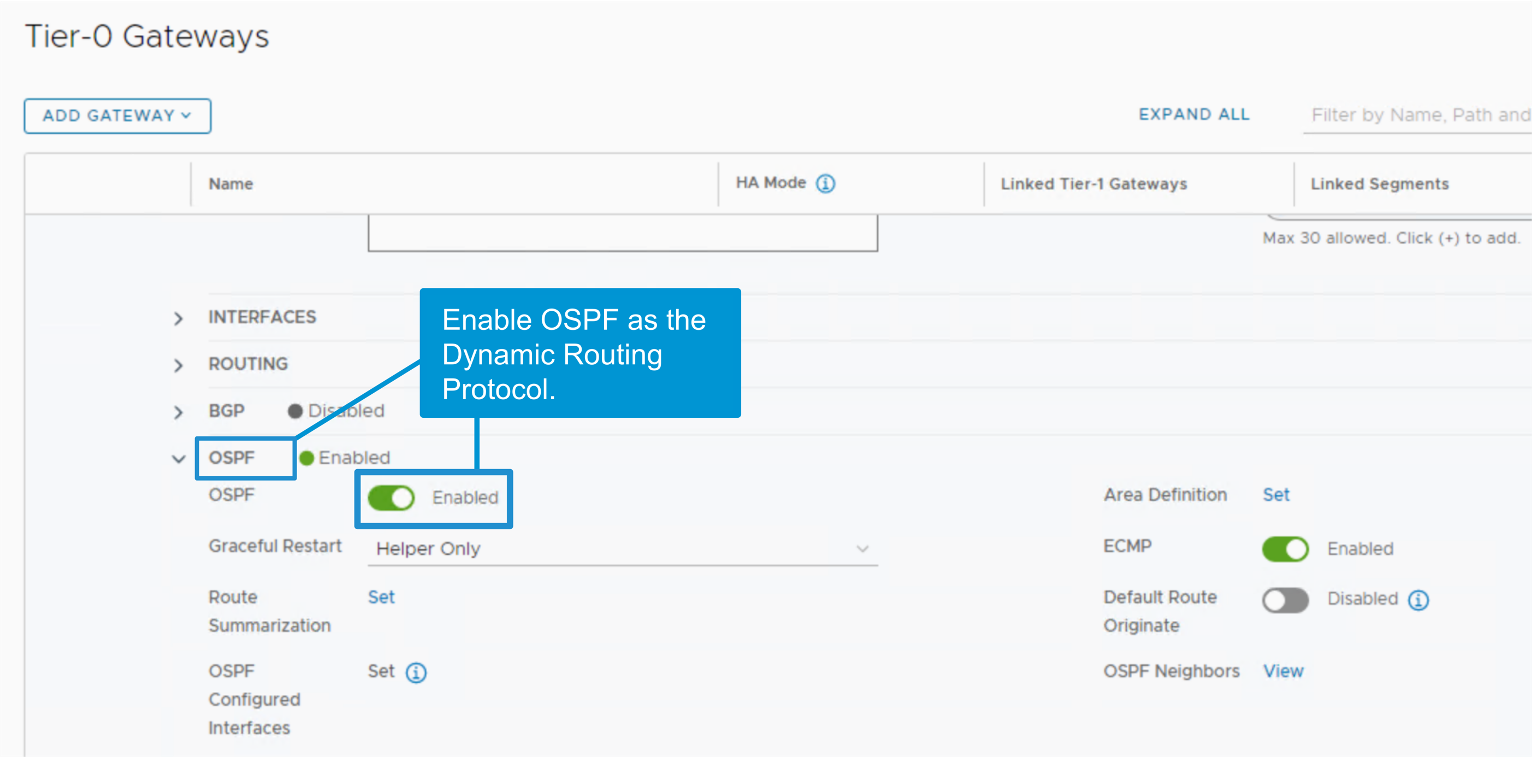 Tier-0 Gateways
ADD GATEWAY
EXPAND ALL
Filter by Name, Path and
Name
HA Mode
Linked Tier-1 Gateways
Linked Segments
Max 30 allowed. Click (+) to add.
INTERFACES
ROUTING
BGP Disabled
Enable OSPF as the
Dynamic Routing
Protocol.
OSPF Enabled
OSPF Enabled
Area Definition Set
Graceful Restart Helper Only
ECMP Enabled
Route
Summarization
Set
Default Route
Originate
Disabled
OSPF
Configured
Interfaces
Set
OSPF Neighbors View